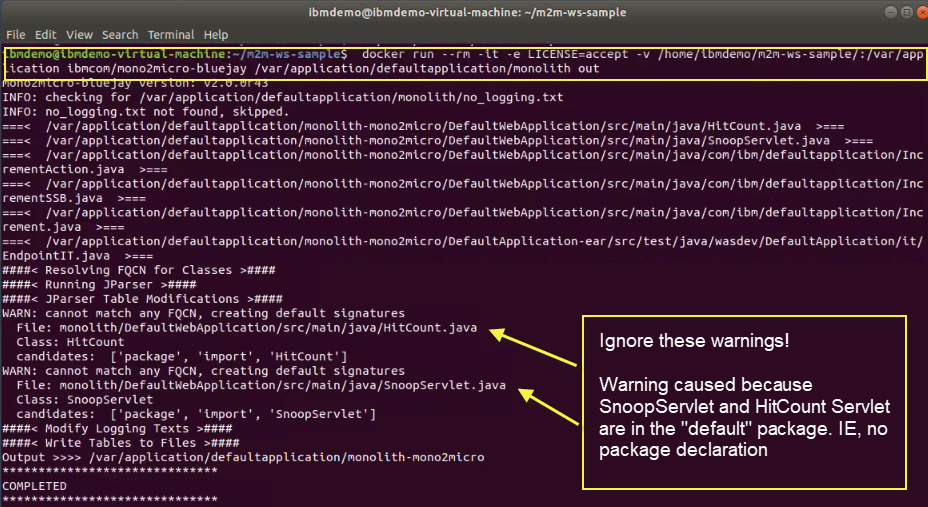 ibmdemo@ibmdemo-virtual-machine: ~/m2m-ws-sample
File Edit View Search Terminal Help
ibmdemo@ibmdemo-virtual-machine:~/m2m-ws-sample$ docker run --rm -it -e LICENSE=accept -v /home/ibmdemo/m2m-ws-sample/:/var/app
lication ibmcom/mono2micro-bluejay /var/application/defaultapplication/monolith out
Mono2Micro-bluejay version: v2.0.0r43
INFO: checking for /var/application/defaultapplication/monolith/no_logging.txt
INFO: no_logging.txt not found, skipped.
===< /var/application/defaultapplication/monolith-mono2micro/DefaultWebApplication/src/main/java/HitCount.java >===
===< /var/application/defaultapplication/monolith-mono2micro/DefaultWebApplication/src/main/java/SnoopServlet.java >===
===< /var/application/defaultapplication/monolith-mono2micro/DefaultWebApplication/src/main/java/com/ibm/defaultapplication/Inc
rementAction.java >===
===< /var/application/defaultapplication/monolith-mono2micro/DefaultWebApplication/src/main/java/com/ibm/defaultapplication/Inc
rementSSB.java >===
===< /var/application/defaultapplication/monolith-mono2micro/DefaultWebApplication/src/main/java/com/ibm/defaultapplication/Inc
rement.java >===
===< /var/application/defaultapplication/monolith-mono2micro/DefaultApplication-ear/src/test/java/wasdev/DefaultApplication/it/
EndpointIT.java >===
####< Resolving FQCN for Classes >####
####< Running JParser >####
####< JParser Table Modifications >####
WARN: cannot match any FQCN, creating default signatures
File: monolith/DefaultWebApplication/src/main/java/HitCount.java
Class: HitCount
candidates: ['package', 'import', 'HitCount']
WARN: cannot match any FQCN, creating default signatures
File: monolith/DefaultWebApplication/src/main/java/SnoopServlet.java
Class: SnoopServlet
candidates: ['package', 'import', 'SnoopServlet']
####< Modify Logging Texts >####
####< Write Tables to Files >####
Output >>>> /var/application/defaultapplication/monolith-mono2micro
******************************
COMPLETED
******************************
Ignore these warnings!
Warning caused because
SnoopServlet and HitCount Servlet
are in the "default" package. IE, no
package declaration